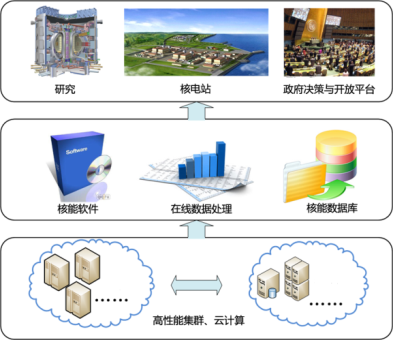 研究
核电站
政府决策与开放平台
Software
核能软件
在线数据处理
核能数据库
……
……
高性能集群、云计算